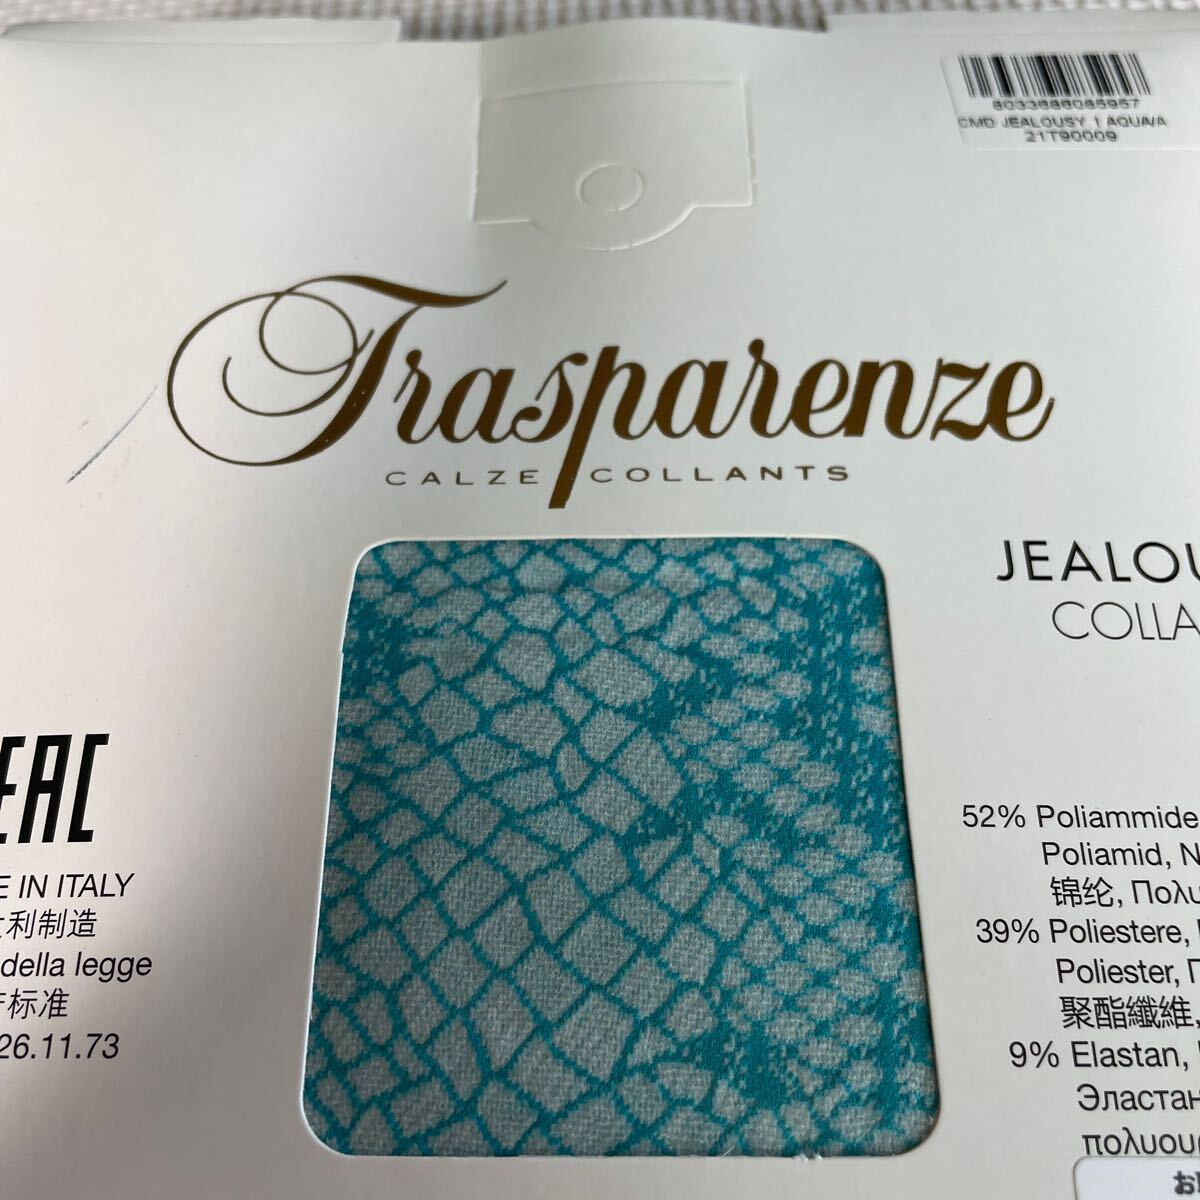 8033686085957
CMD JEALOUSY 1 AQUA/A
21T90009
Trasparenze
CALZE COLLANTS
JEALOU
COLLA
EAC
E IN ITALY
利制造
della legge
标准
26.11.73
52% Poliammide
Poliamid, N
锦纶, Πολυ
39% Poliestere,
Poliester, Π
聚酯纖維,
9% Elastan,
Эластан
πολυου